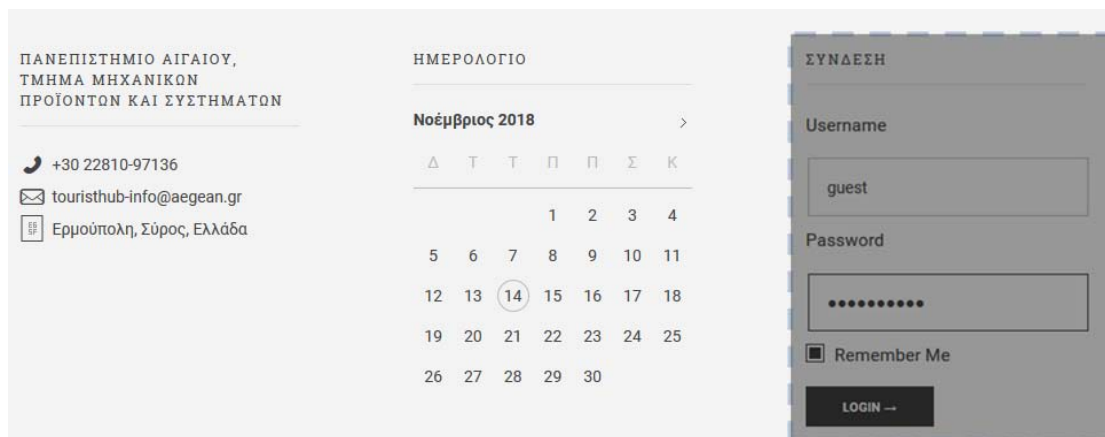 ΠΑΝΕΠΙΣΤΗΜΙΟ ΑΙΓΑΙΟΥ,
ΤΜΗΜΑ ΜΗΧΑΝΙΚΩΝ
ΠΡΟΪΟΝΤΩΝ ΚΑΙ ΣΥΣΤΗΜΑΤΩΝ
+30 22810-97136
touristhub-info@aegean.gr
Ερμούπολη, Σύρος, Ελλάδα
ΗΜΕΡΟΛΟΓΙΟ
Νοέμβριος 2018
Δ Τ Τ Π Π Σ Κ
1 2 3 4
5 6 7 8 9 10 11
12 13 14 15 16 17 18
19 20 21 22 23 24 25
26 27 28 29 30
ΣΥΝΔΕΣΗ
Username
guest
Password
●●●●●●●●●●
Remember Me
LOGIN →